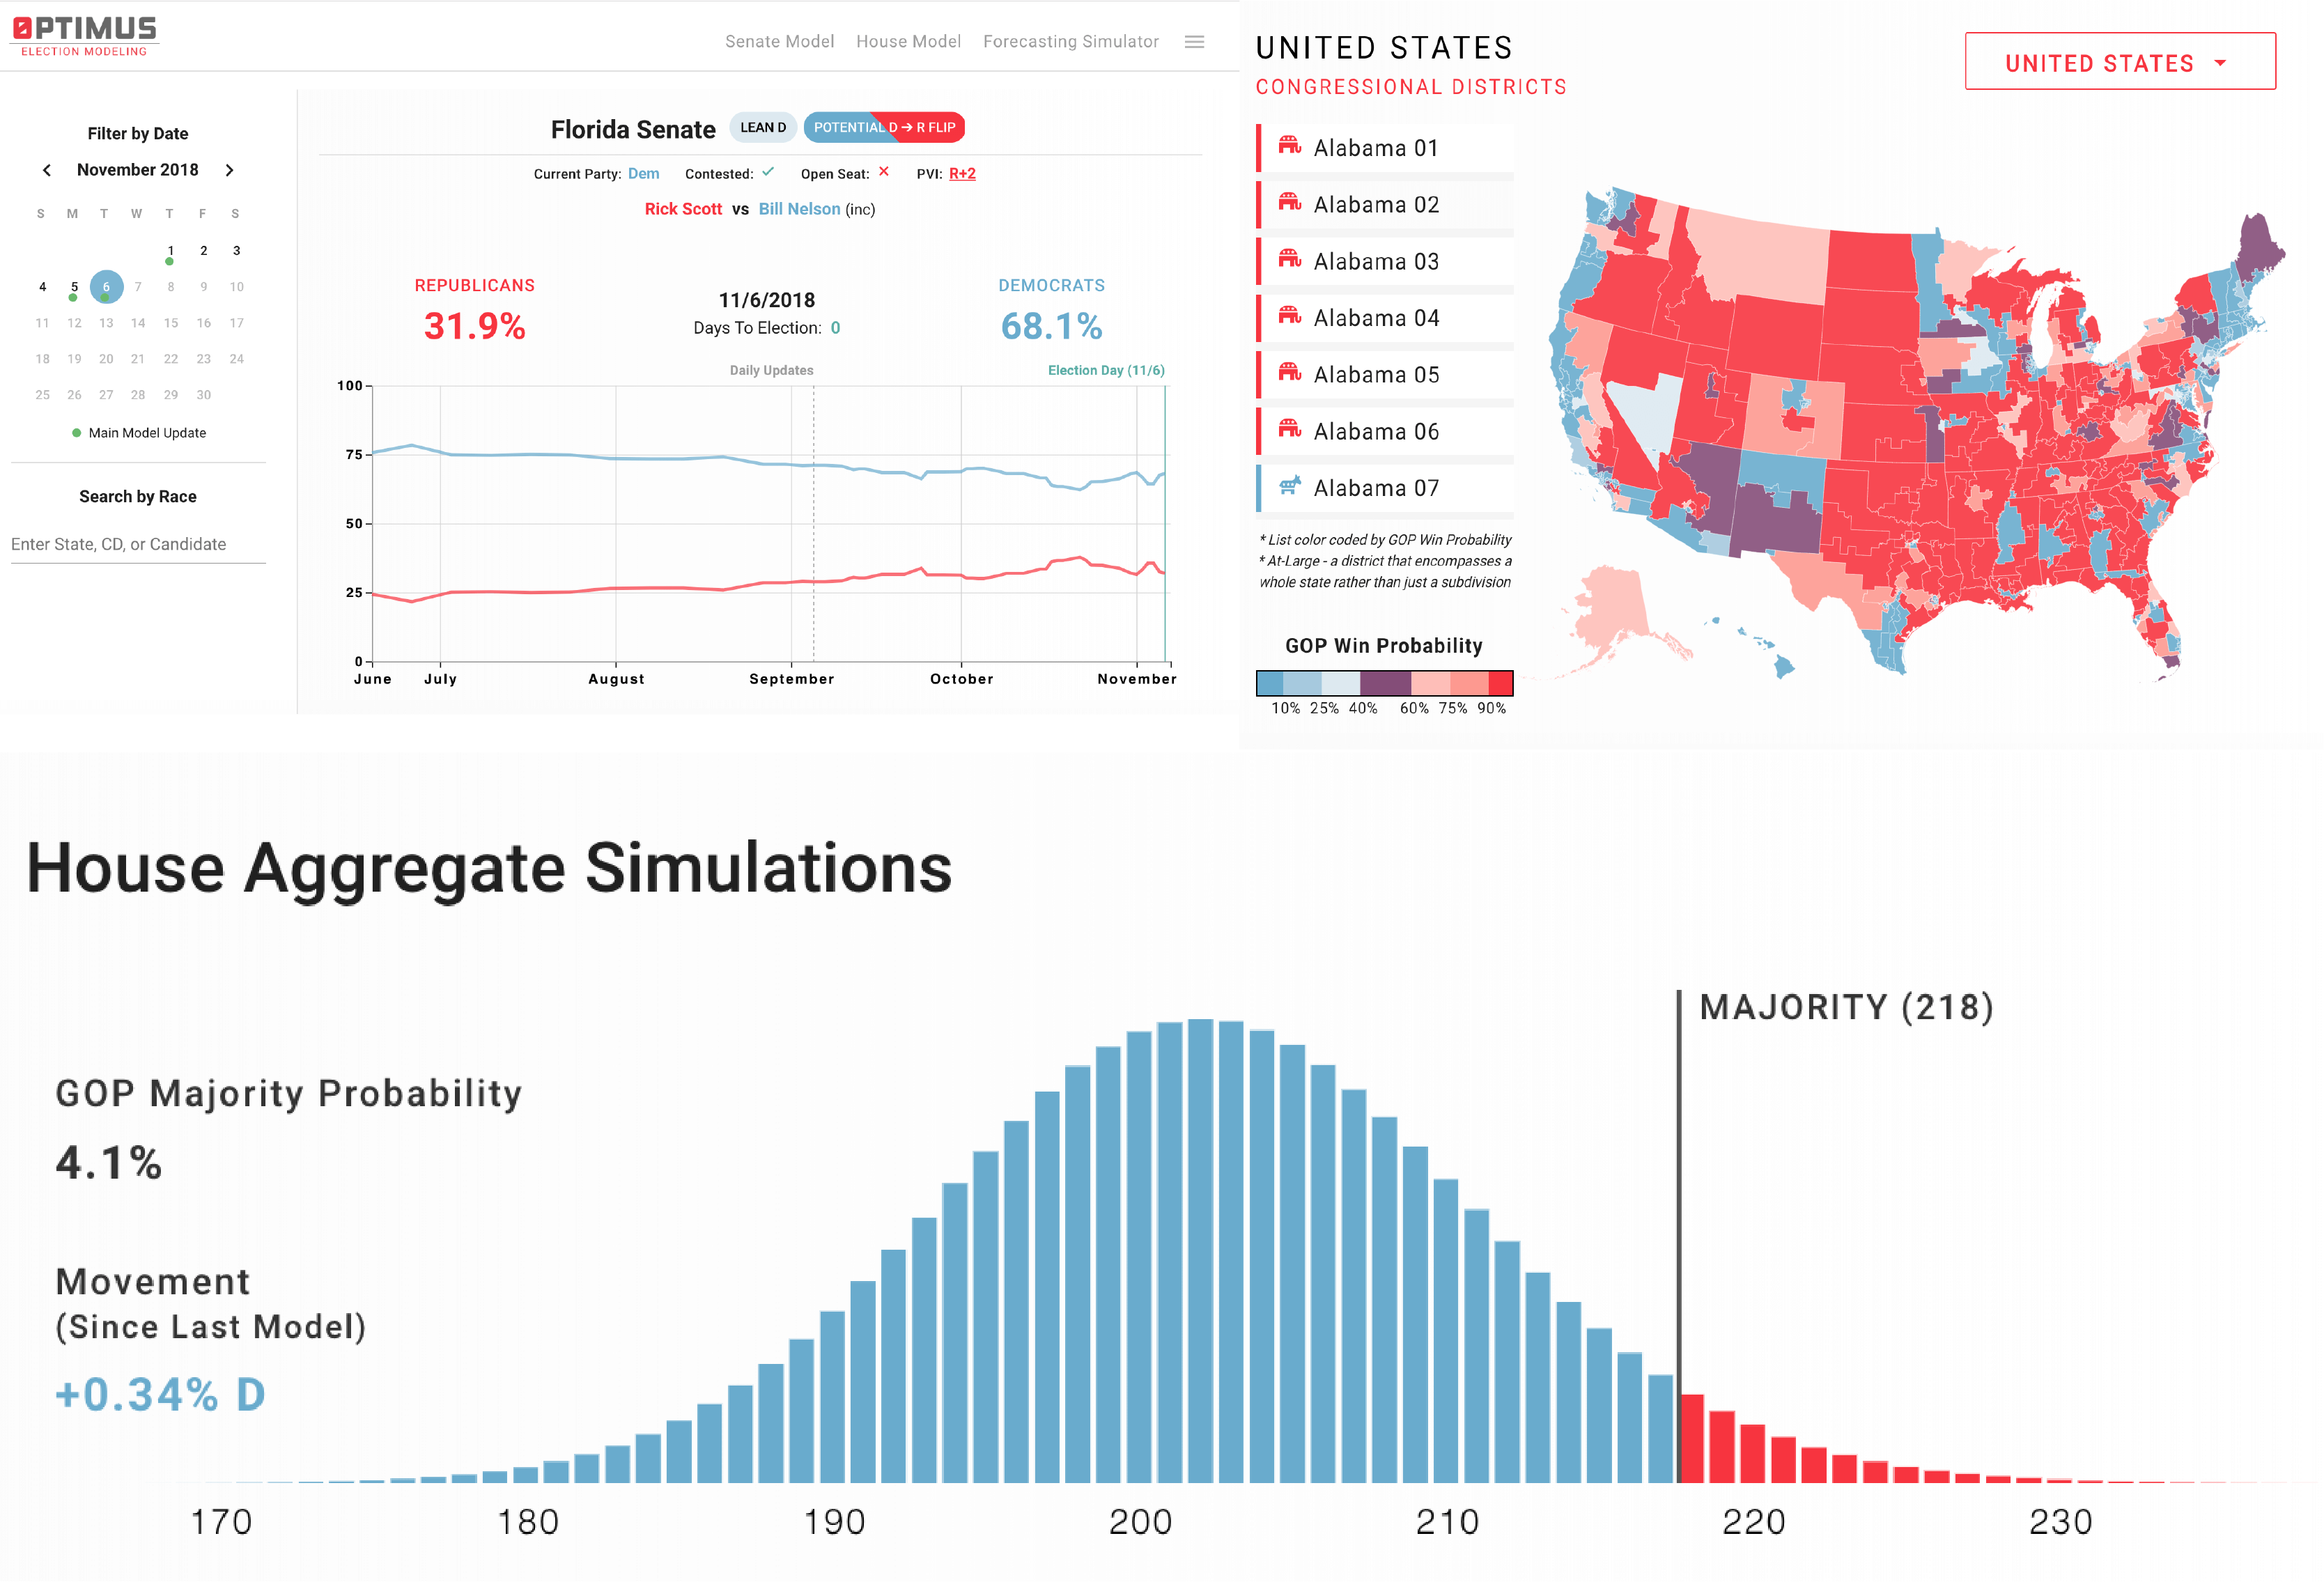 OPTIMUS
ELECTION MODELING
Senate Model House Model Forecasting Simulator
Filter by Date
November 2018
S M T W T F S
1 2 3
4 5 6 7 8 9 10
11 12 13 14 15 16 17
18 19 20 21 22 23 24
25 26 27 28 29 30
Main Model Update
Search by Race
Enter State, CD, or Candidate
Florida Senate LEAN D POTENTIAL D → R FLIP
Current Party: Dem Contested: ✓ Open Seat: ✕ PVI: R+2
Rick Scott vs Bill Nelson (inc)
REPUBLICANS
31.9%
11/6/2018
Days To Election: 0
DEMOCRATS
68.1%
Daily Updates
Election Day (11/6)
100
75
50
25
0
June July August September October November
UNITED STATES
CONGRESSIONAL DISTRICTS
UNITED STATES
Alabama 01
Alabama 02
Alabama 03
Alabama 04
Alabama 05
Alabama 06
Alabama 07
* List color coded by GOP Win Probability
* At-Large - a district that encompasses a
whole state rather than just a subdivision
GOP Win Probability
10% 25% 40% 60% 75% 90%
House Aggregate Simulations
MAJORITY (218)
GOP Majority Probability
4.1%
Movement
(Since Last Model)
+0.34% D
170 180 190 200 210 220 230